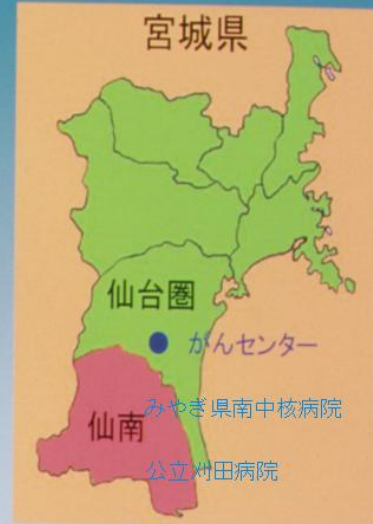 宮城県
仙台圏
がんセンター
みやぎ県南中核病院
仙南
公立刈田病院